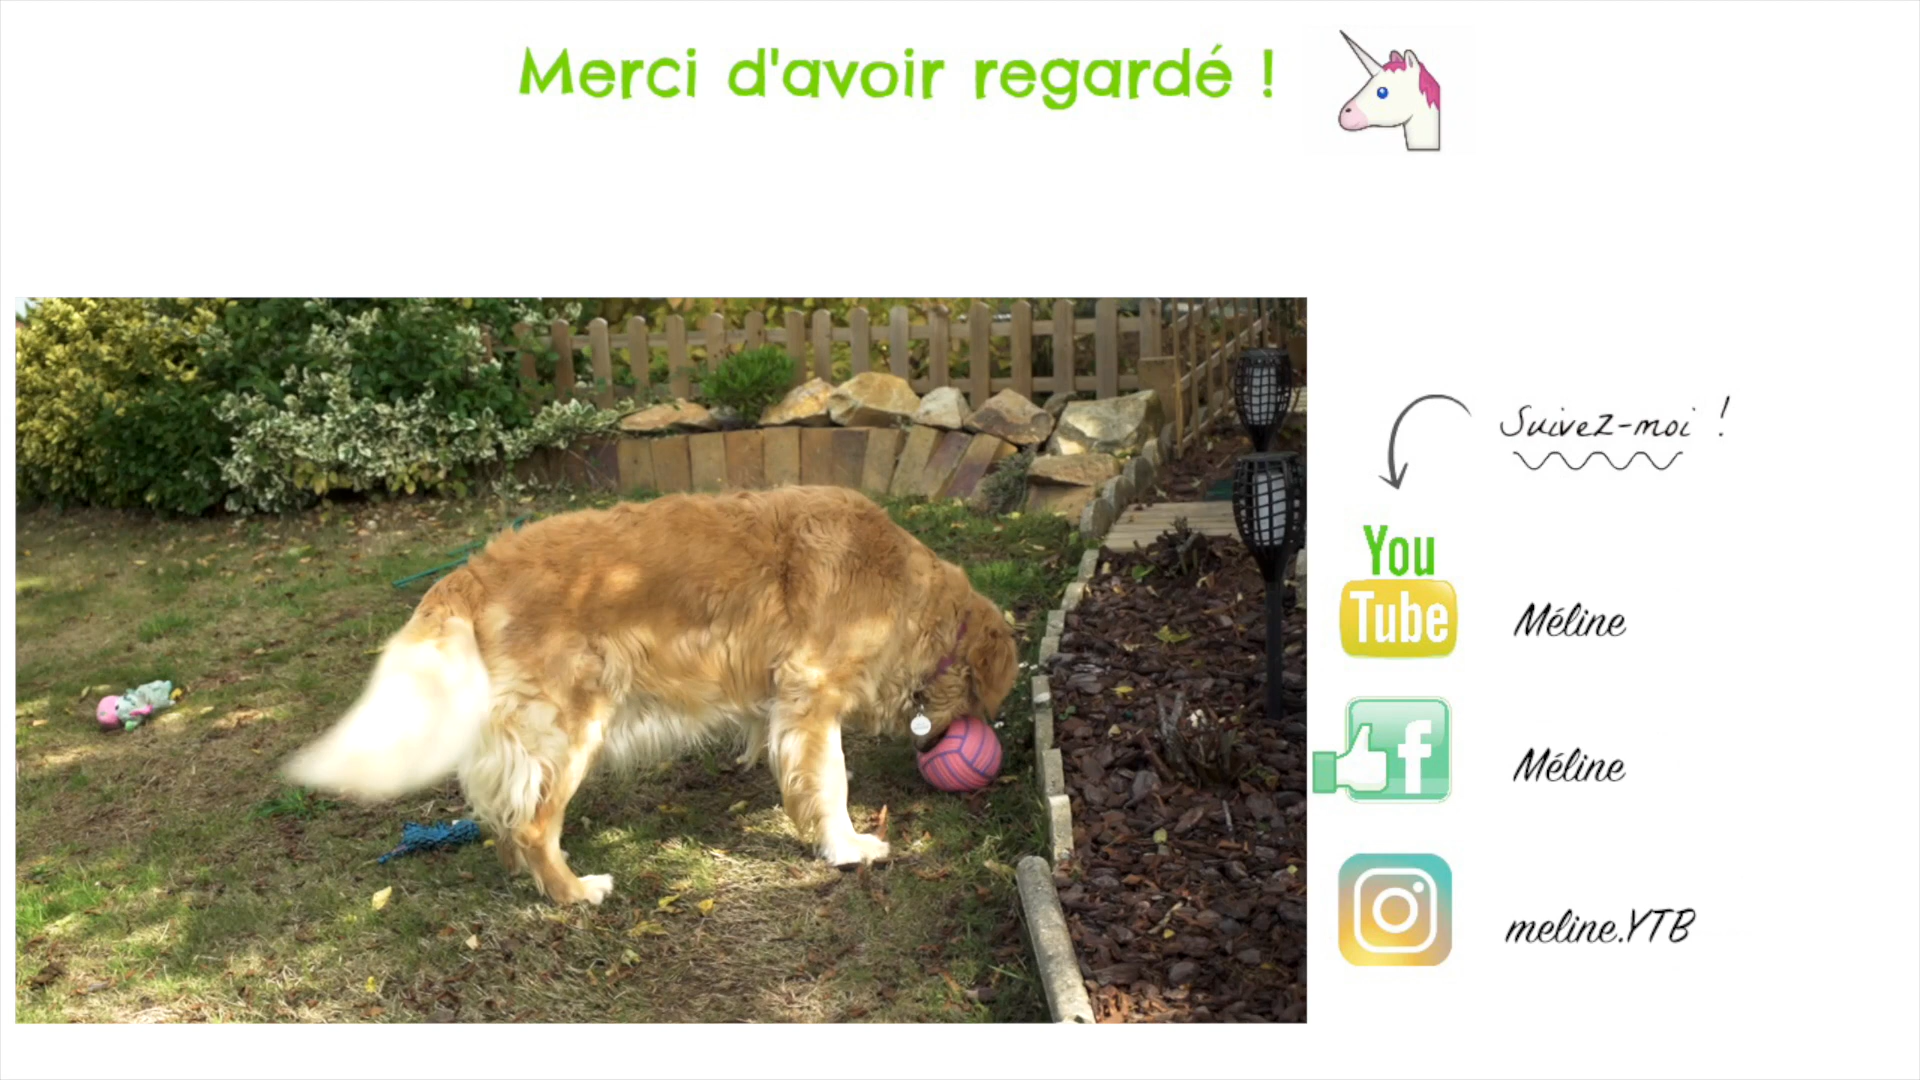 Merci d'avoir regardé !
Suivez-moi !
You
Tube
Méline
f
Méline
meline.YTB